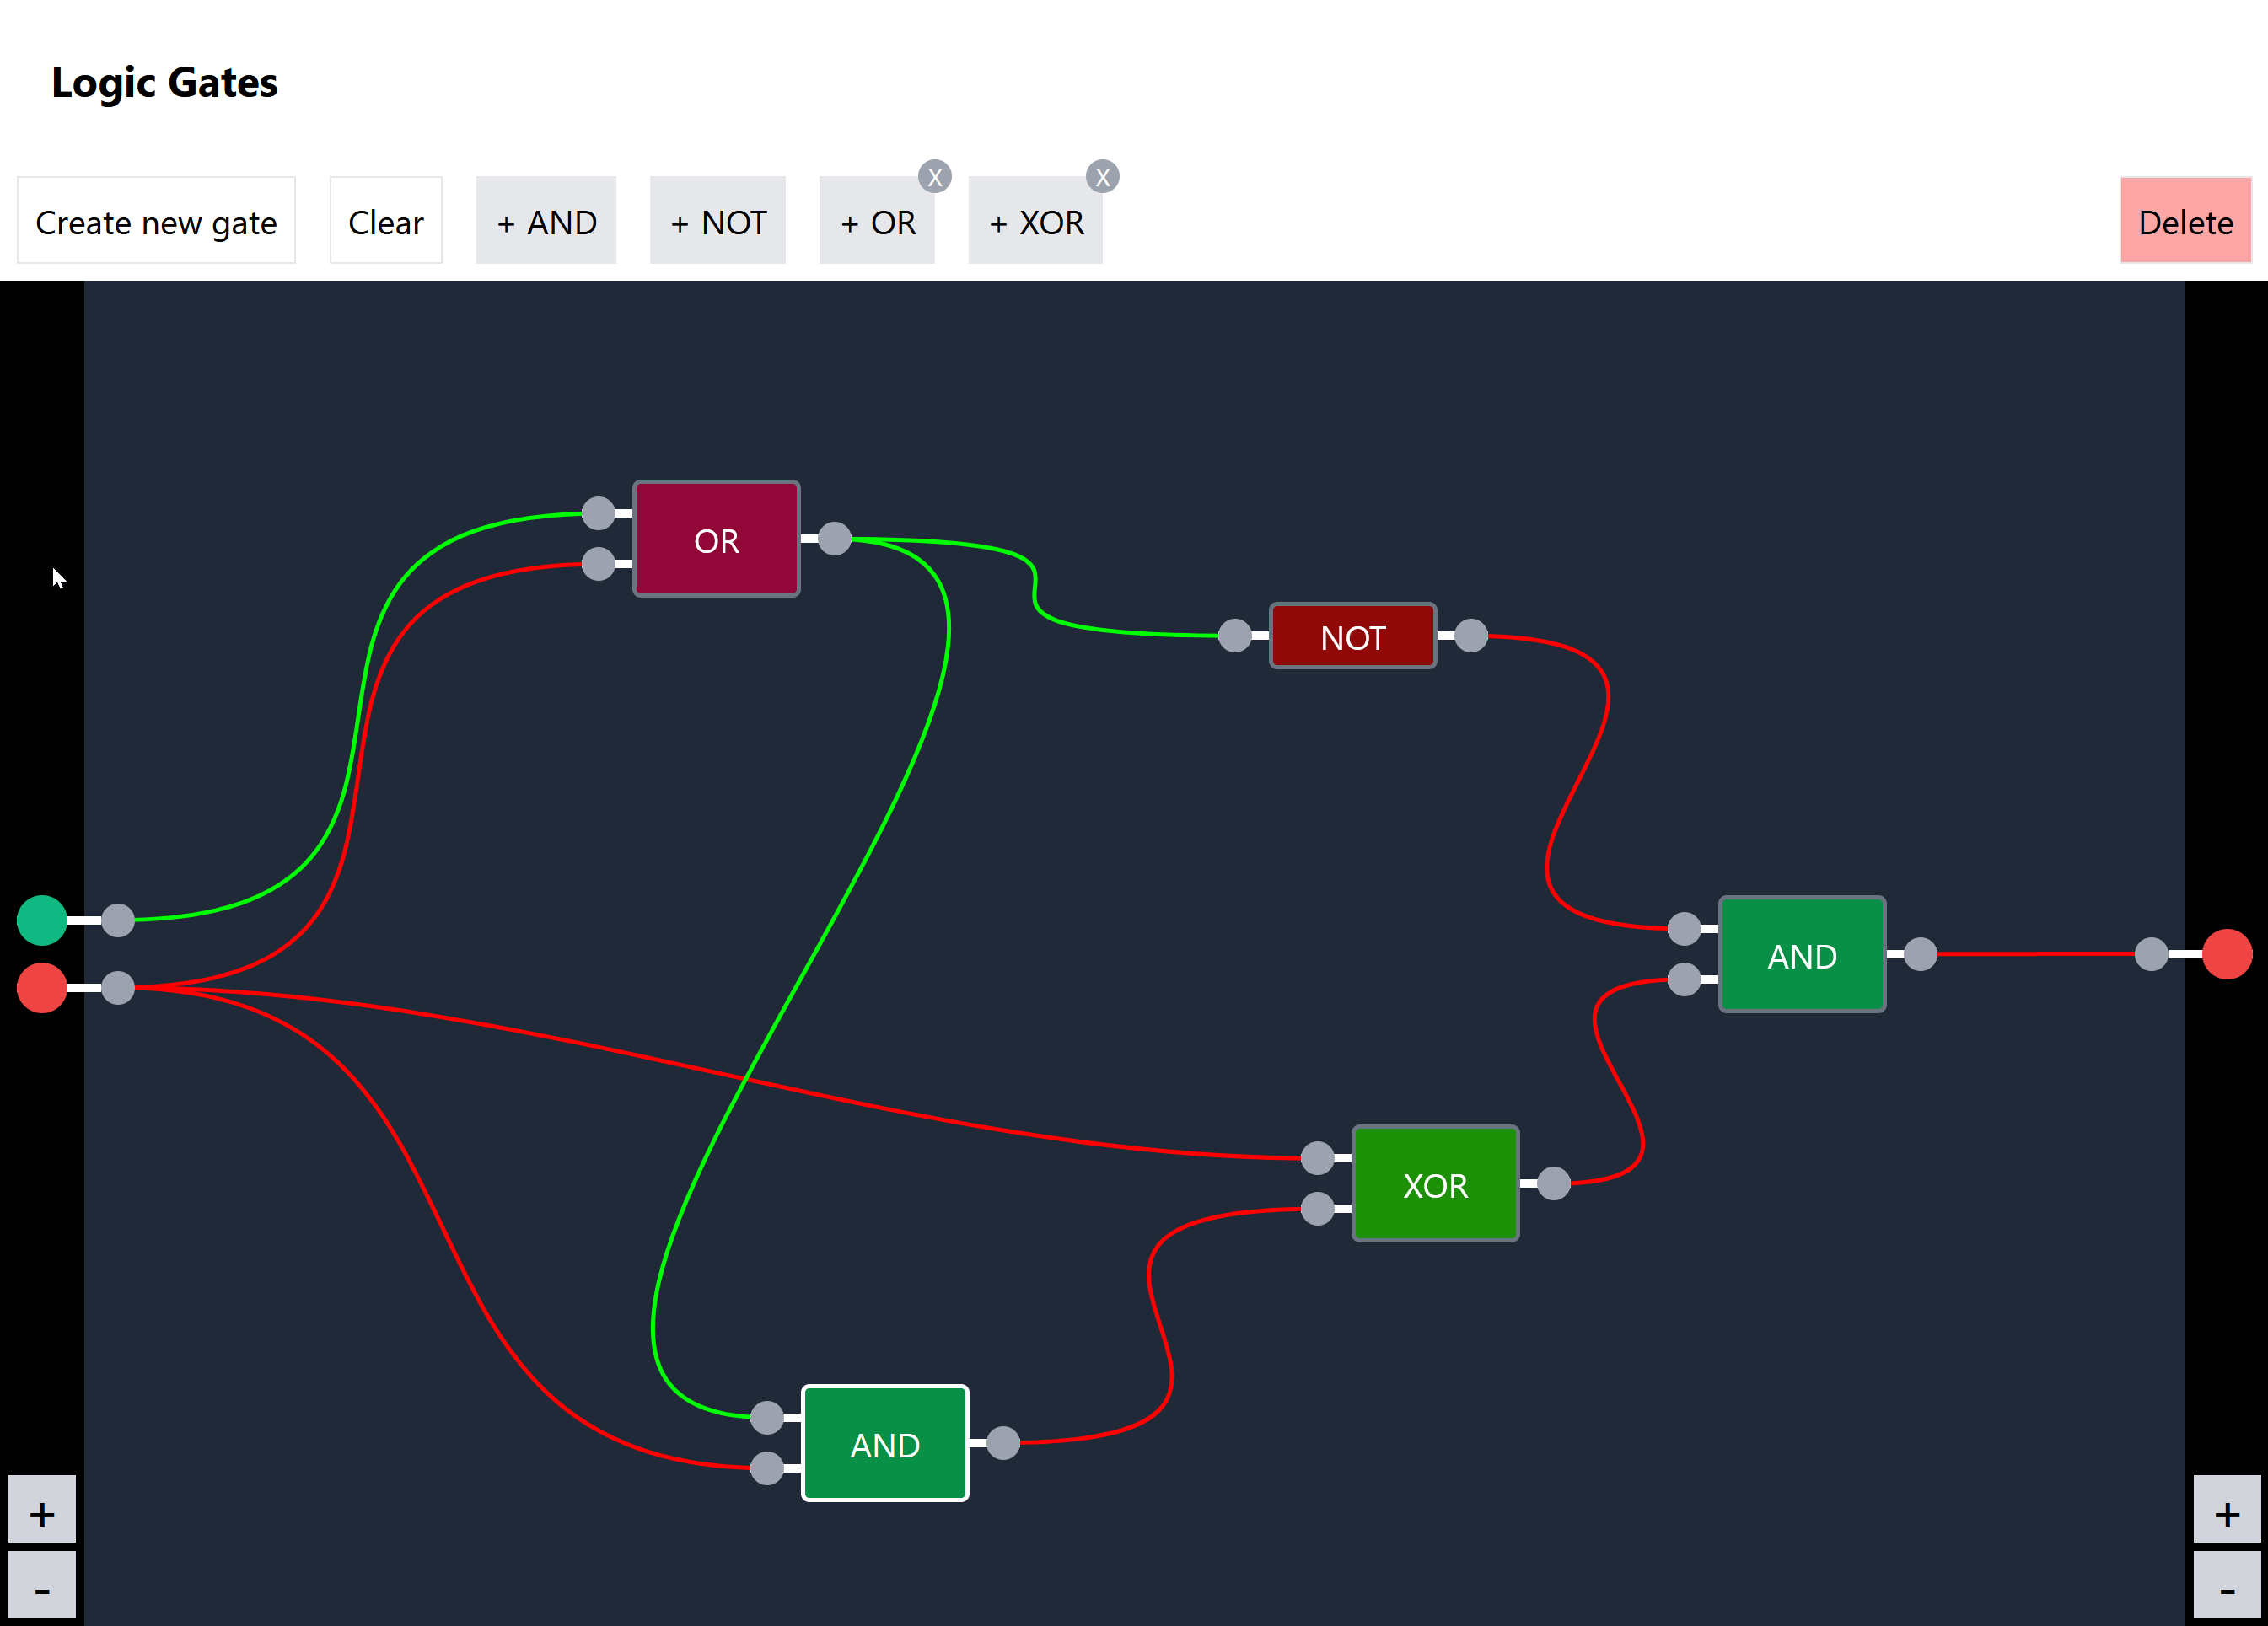 Logic Gates
X X
Create new gate Clear + AND + NOT + OR + XOR Delete
OR
NOT
AND
XOR
AND
+ +
- -